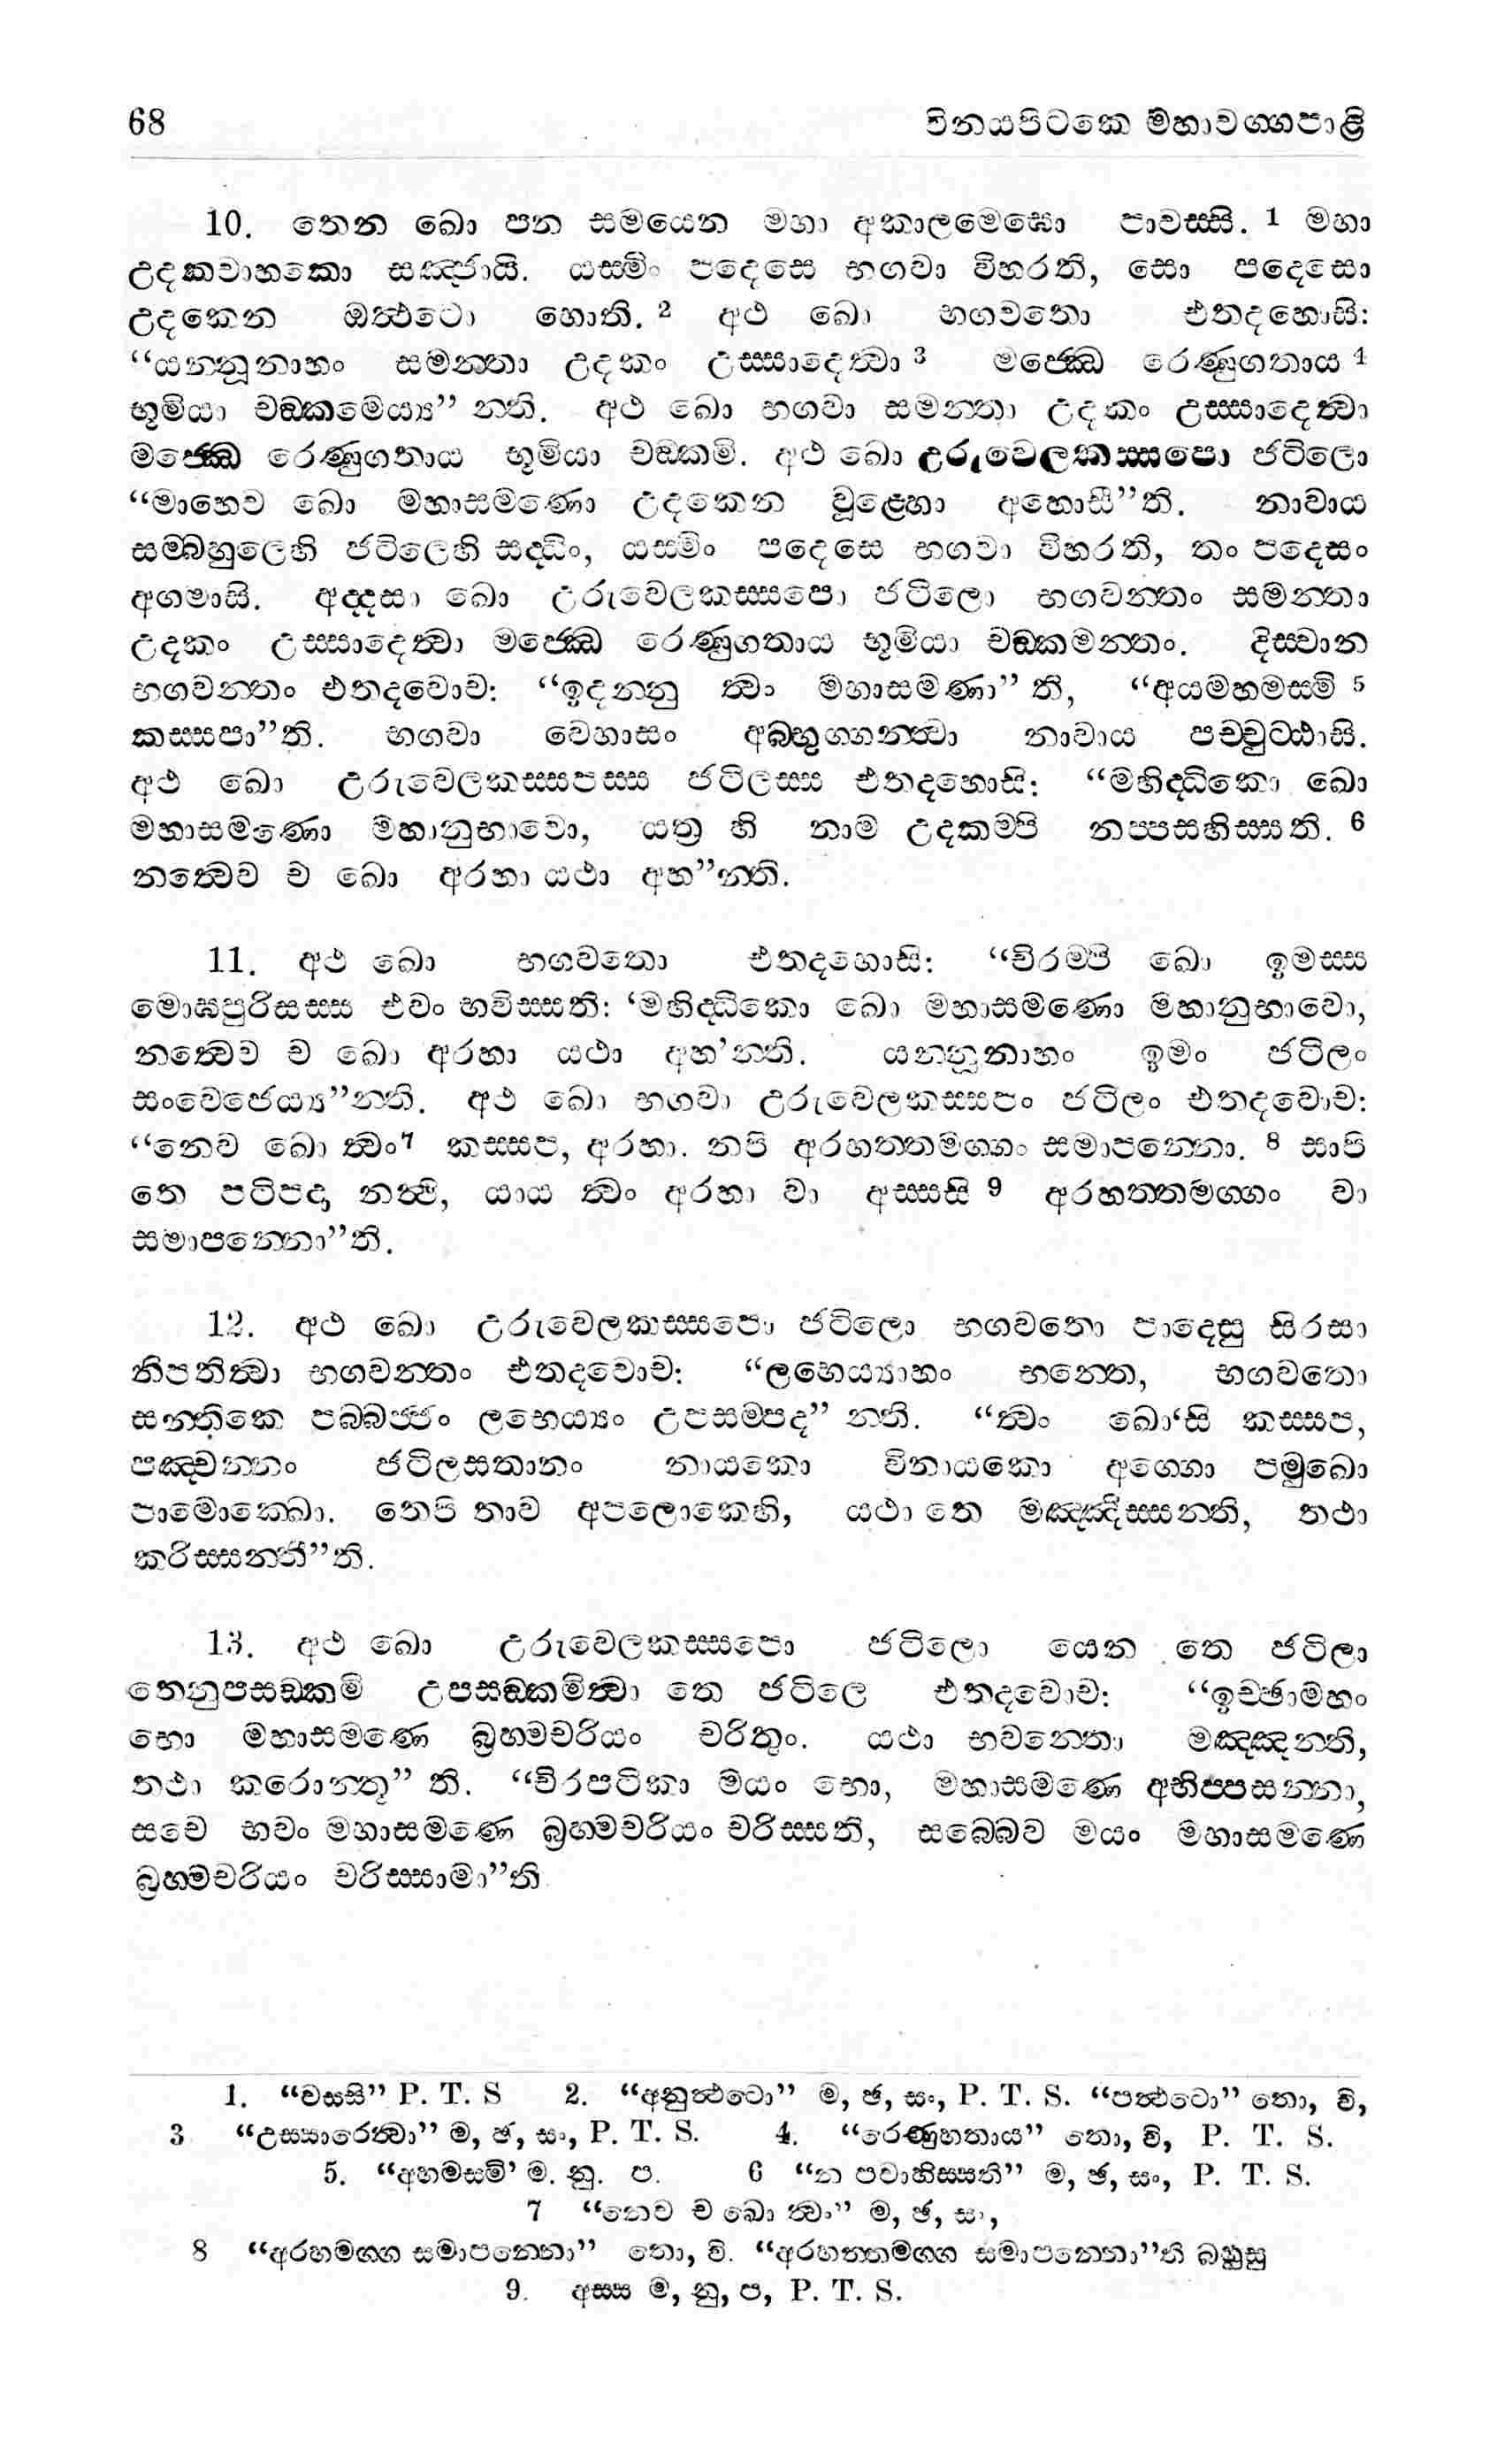 68 විනයපිටකෙ මහාවග්ගපාළි
10. තෙන ඛො පන සමයෙන මහා අකාලමෙඝො පාවස්සි. 1 මහා
උදකවාහකො සඤ්ජායි. යස්මිං පදෙසෙ භගවා විහරති, සො පදෙසො
උදකෙන ඔත්ථටො හොති. 2 අථ ඛො භගවතො එතදහොසි:
“යන්නූනාහං සමන්තා උදකං උස්සාදෙත්වා 3 මජ්ඣෙ රෙණුගතාය 4
භූමියා චඞ්කමෙය්‍ය” න්ති. අථ ඛො භගවා සමන්තා උදකං උස්සාදෙත්වා
මජ්ඣෙ රෙණුගතාය භූමියා චඞ්කමි. අථ ඛො උරුවෙලකස්සපො ජටිලො
“මාහෙව ඛො මහාසමණො උදකෙන වූළ්හො අහොසී”ති. නාවාය
සම්බහුලෙහි ජටිලෙහි සද්ධිං, යස්මිං පදෙසෙ භගවා විහරති, තං පදෙසං
අගමාසි. අද්දසා ඛො උරුවෙලකස්සපො ජටිලො භගවන්තං සමන්තා
උදකං උස්සාදෙත්වා මජ්ඣෙ රෙණුගතාය භූමියා චඞ්කමන්තං. දිස්වාන
භගවන්තං එතදවොච: “ඉදන්නු ත්වං මහාසමණා” ති, “අයමහමස්මි 5
කස්සපා”ති. භගවා වෙහාසං අබ්භුග්ගන්ත්වා නාවාය පච්චුට්ඨාසි.
අථ ඛො උරුවෙලකස්සපස්ස ජටිලස්ස එතදහොසි: “මහිද්ධිකො ඛො
මහාසමණො මහානුභාවො, යත්‍ර හි නාම උදකම්පි නප්පසහිස්සති. 6
නත්වෙව ච ඛො අරහා යථා අහ”න්ති.
11. අථ ඛො භගවතො එතදහොසි: “චිරම්පි ඛො ඉමස්ස
මොඝපුරිසස්ස එවං භවිස්සති: ‘මහිද්ධිකො ඛො මහාසමණො මහානුභාවො,
නත්වෙව ච ඛො අරහා යථා අහ’න්ති. යන්නූනාහං ඉමං ජටිලං
සංවෙජෙය්‍ය”න්ති. අථ ඛො භගවා උරුවෙලකස්සපං ජටිලං එතදවොච:
“නෙව ඛො ත්වං7 කස්සප, අරහා. නපි අරහත්තමග්ගං සමාපන්නො. 8 සාපි
තෙ පටිපදා නත්ථි, යාය ත්වං අරහා වා අස්සසි 9 අරහත්තමග්ගං වා
සමාපන්නො”ති.
12. අථ ඛො උරුවෙලකස්සපො ජටිලො භගවතො පාදෙසු සිරසා
නිපතිත්වා භගවන්තං එතදවොච: “ලභෙය්‍යාහං භන්තෙ, භගවතො
සන්තිකෙ පබ්බජ්ජං ලභෙය්‍යං උපසම්පද” න්ති. “ත්වං ඛො‘සි කස්සප,
පඤ්චන්නං ජටිලසතානං නායකො විනායකො අග්ගො පමුඛො
පාමොක්ඛො. තෙපි තාව අපලොකෙහි, යථා තෙ මඤ්ඤිස්සන්ති, තථා
කරිස්සන්තී”ති.
13. අථ ඛො උරුවෙලකස්සපො ජටිලො යෙන තෙ ජටිලා
තෙනුපසඞ්කමි උපසඞ්කමිත්වා තෙ ජටිලෙ එතදවොච: “ඉච්ඡාමහං
භො මහාසමණෙ බ්‍රහ්මචරියං චරිතුං. යථා භවන්තො මඤ්ඤන්ති,
තථා කරොන්තූ” ති. “චිරපටිකා මයං භො, මහාසමණෙ අභිප්පසන්නා,
සචෙ භවං මහාසමණෙ බ්‍රහ්මචරියං චරිස්සති, සබ්බෙව මයං මහාසමණෙ
බ්‍රහ්මචරියං චරිස්සාමා”ති
1. “වස්සි” P. T. S 2. “අනුත්ථටො” ම, ඡ, සං, P. T. S. “පත්ථටො” තො, වි,
3 “උස්සාරෙත්වා” ම, ඡ, සං, P. T. S. 4. “රෙණුහතාය” තො, වි, P. T. S.
5. “අහමස්මි’ ම. නු. ප. 6 “න පවාහිස්සති” ම, ඡ, සං, P. T. S.
7 “නෙව ච ඛො ත්වං” ම, ඡ, සං,
8 “අරහමග්ග සමාපන්නො” තො, වි. “අරහත්තමග්ග සමාපන්නො”ති බහුසු
9. අස්ස ම, නු, ප, P. T. S.